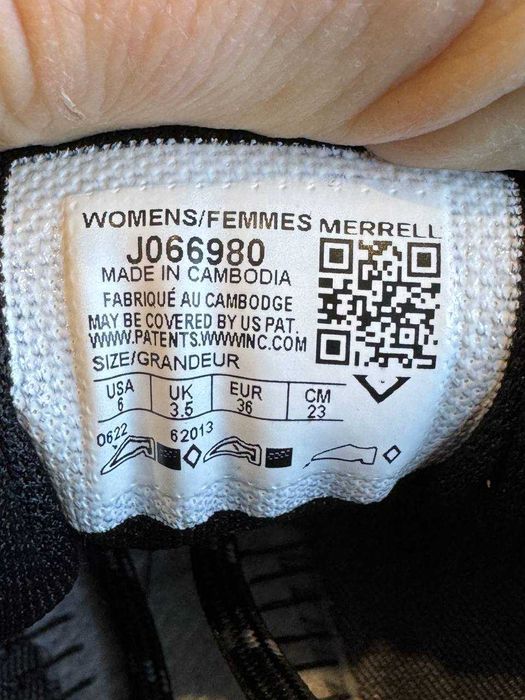 WOMENS/FEMMES MERRELL
J066980
MADE IN CAMBODIA
FABRIQUÉ AU CAMBODGE
MAY BE COVERED BY US PAT.
WWW.PATENTS.WWWINC.COM
SIZE/GRANDEUR
USA UK EUR CM
6 3.5 36 23
0622 62013